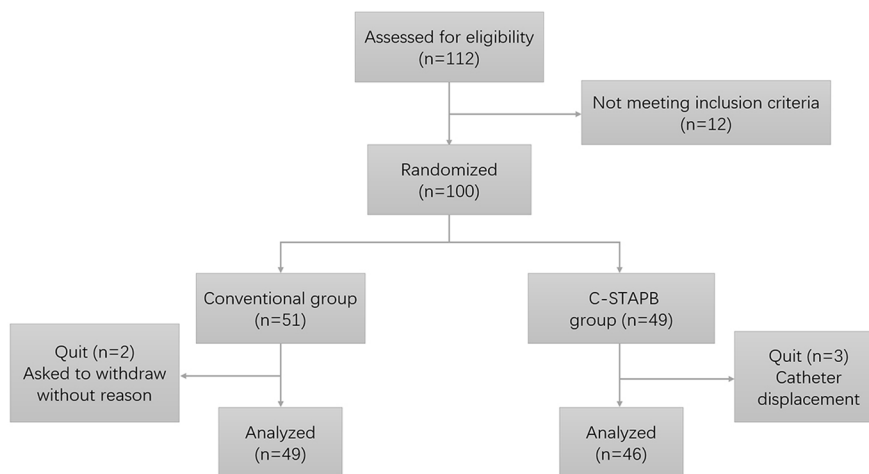 Assessed for eligibility
(n=112)
Not meeting inclusion criteria
(n=12)
Randomized
(n=100)
Conventional group
(n=51)
C-STAPB
group (n=49)
Quit (n=2)
Asked to withdraw
without reason
Quit (n=3)
Catheter
displacement
Analyzed
(n=49)
Analyzed
(n=46)